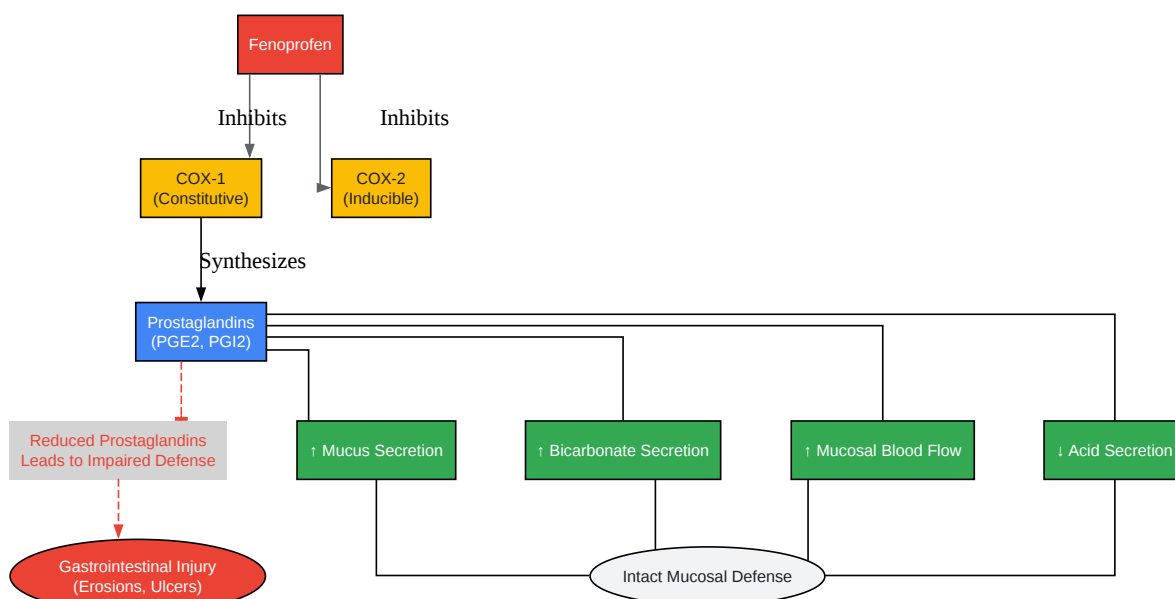 Fenoprofen
Inhibits
Inhibits
COX-1
(Constitutive)
COX-2
(Inducible)
Synthesizes
Prostaglandins
(PGE2, PGI2)
Reduced Prostaglandins
Leads to Impaired Defense
↑ Mucus Secretion
↑ Bicarbonate Secretion
↑ Mucosal Blood Flow
↓ Acid Secretion
Gastrointestinal Injury
(Erosions, Ulcers)
Intact Mucosal Defense